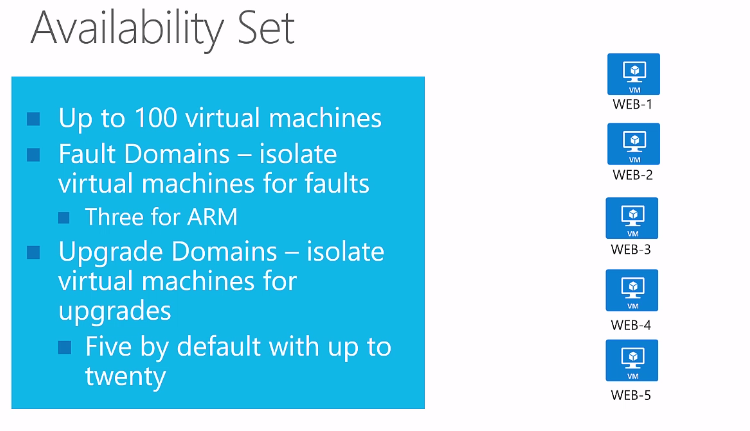 Availability Set
Up to 100 virtual machines
Fault Domains – isolate
virtual machines for faults
Three for ARM
Upgrade Domains – isolate
virtual machines for
upgrades
Five by default with up to
twenty
VM
WEB-1
VM
WEB-2
VM
WEB-3
VM
WEB-4
VM
WEB-5